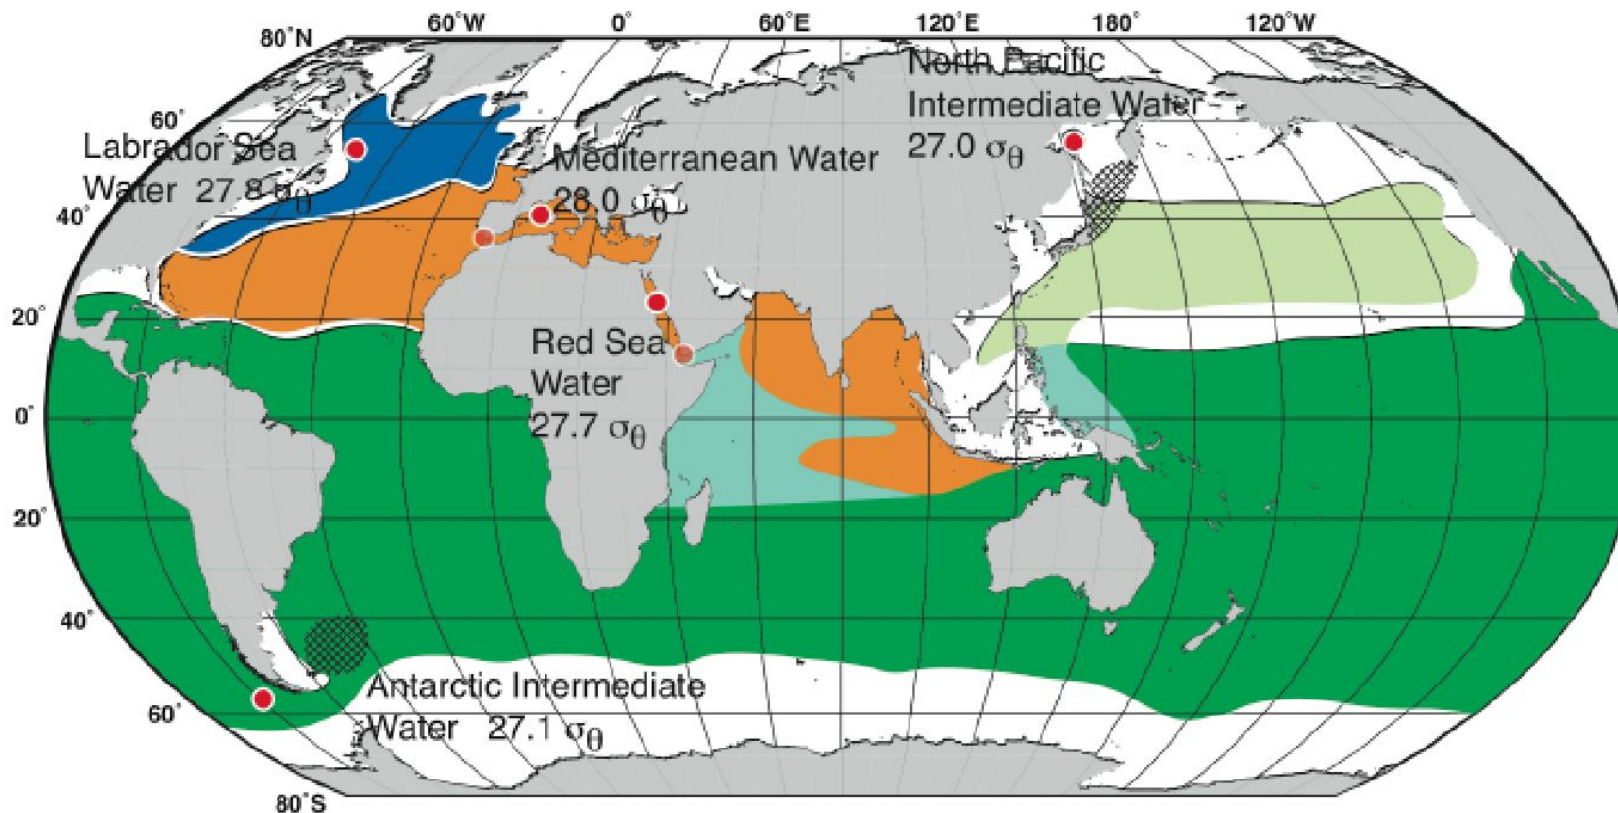 60°W 0° 60°E 120°E 180° 120°W
80°N
North Pacific
Intermediate Water
27.0 σθ
60°
Labrador Sea
Water 27.8 σθ
Mediterranean Water
28.0 σθ
40°
20°
Red Sea
Water
27.7 σθ
0°
20°
40°
Antarctic Intermediate
Water 27.1 σθ
60°
80°S